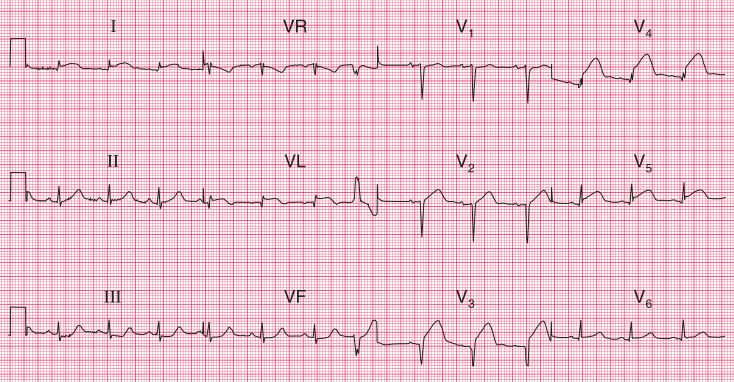 I VR V₁ V₄
II VL V₂ V₅
III VF V₃ V₆